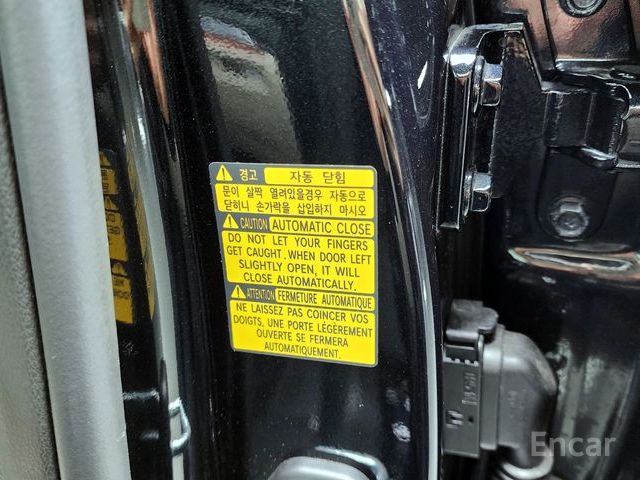 경고 자동 닫힘
문이 살짝 열려있을경우 자동으로
닫히니 손가락을 삽입하지 마시오
CAUTION AUTOMATIC CLOSE
DO NOT LET YOUR FINGERS
GET CAUGHT. WHEN DOOR LEFT
SLIGHTLY OPEN, IT WILL
CLOSE AUTOMATICALLY.
ATTENTION FERMETURE AUTOMATIQUE
NE LAISSEZ PAS COINCER VOS
DOIGTS, UNE PORTE LÉGÈREMENT
OUVERTE SE FERMERA
AUTOMATIQUEMENT.
Encar